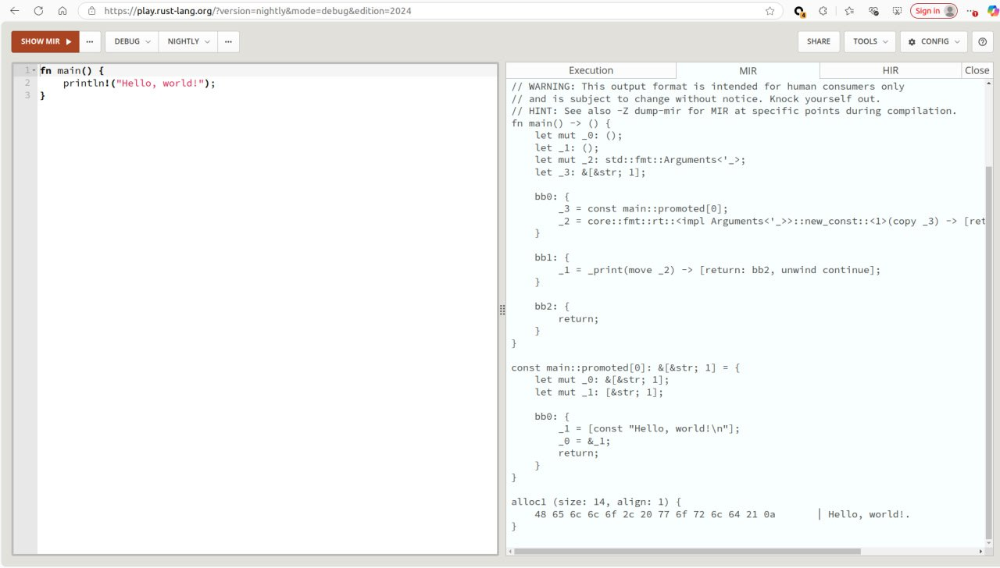 https://play.rust-lang.org/?version=nightly&mode=debug&edition=2024
Sign in
SHOW MIR
...
DEBUG
NIGHTLY
...
SHARE
TOOLS
CONFIG
1
fn main() {
2
    println!("Hello, world!");
3
}
Execution
MIR
HIR
Close
// WARNING: This output format is intended for human consumers only
// and is subject to change without notice. Knock yourself out.
// HINT: See also -Z dump-mir for MIR at specific points during compilation.
fn main() -> () {
    let mut _0: ();
    let _1: ();
    let mut _2: std::fmt::Arguments<'_>;
    let _3: &[&str; 1];
    bb0: {
        _3 = const main::promoted[0];
        _2 = core::fmt::rt::<impl Arguments<'_>>::new_const::<1>(copy _3) -> [ret
    }
    bb1: {
        _1 = _print(move _2) -> [return: bb2, unwind continue];
    }
    bb2: {
        return;
    }
}
const main::promoted[0]: &[&str; 1] = {
    let mut _0: &[&str; 1];
    let mut _1: [&str; 1];
    bb0: {
        _1 = [const "Hello, world!\n"];
        _0 = &_1;
        return;
    }
}
alloc1 (size: 14, align: 1) {
    48 65 6c 6c 6f 2c 20 77 6f 72 6c 64 21 0a       │ Hello, world!.
}